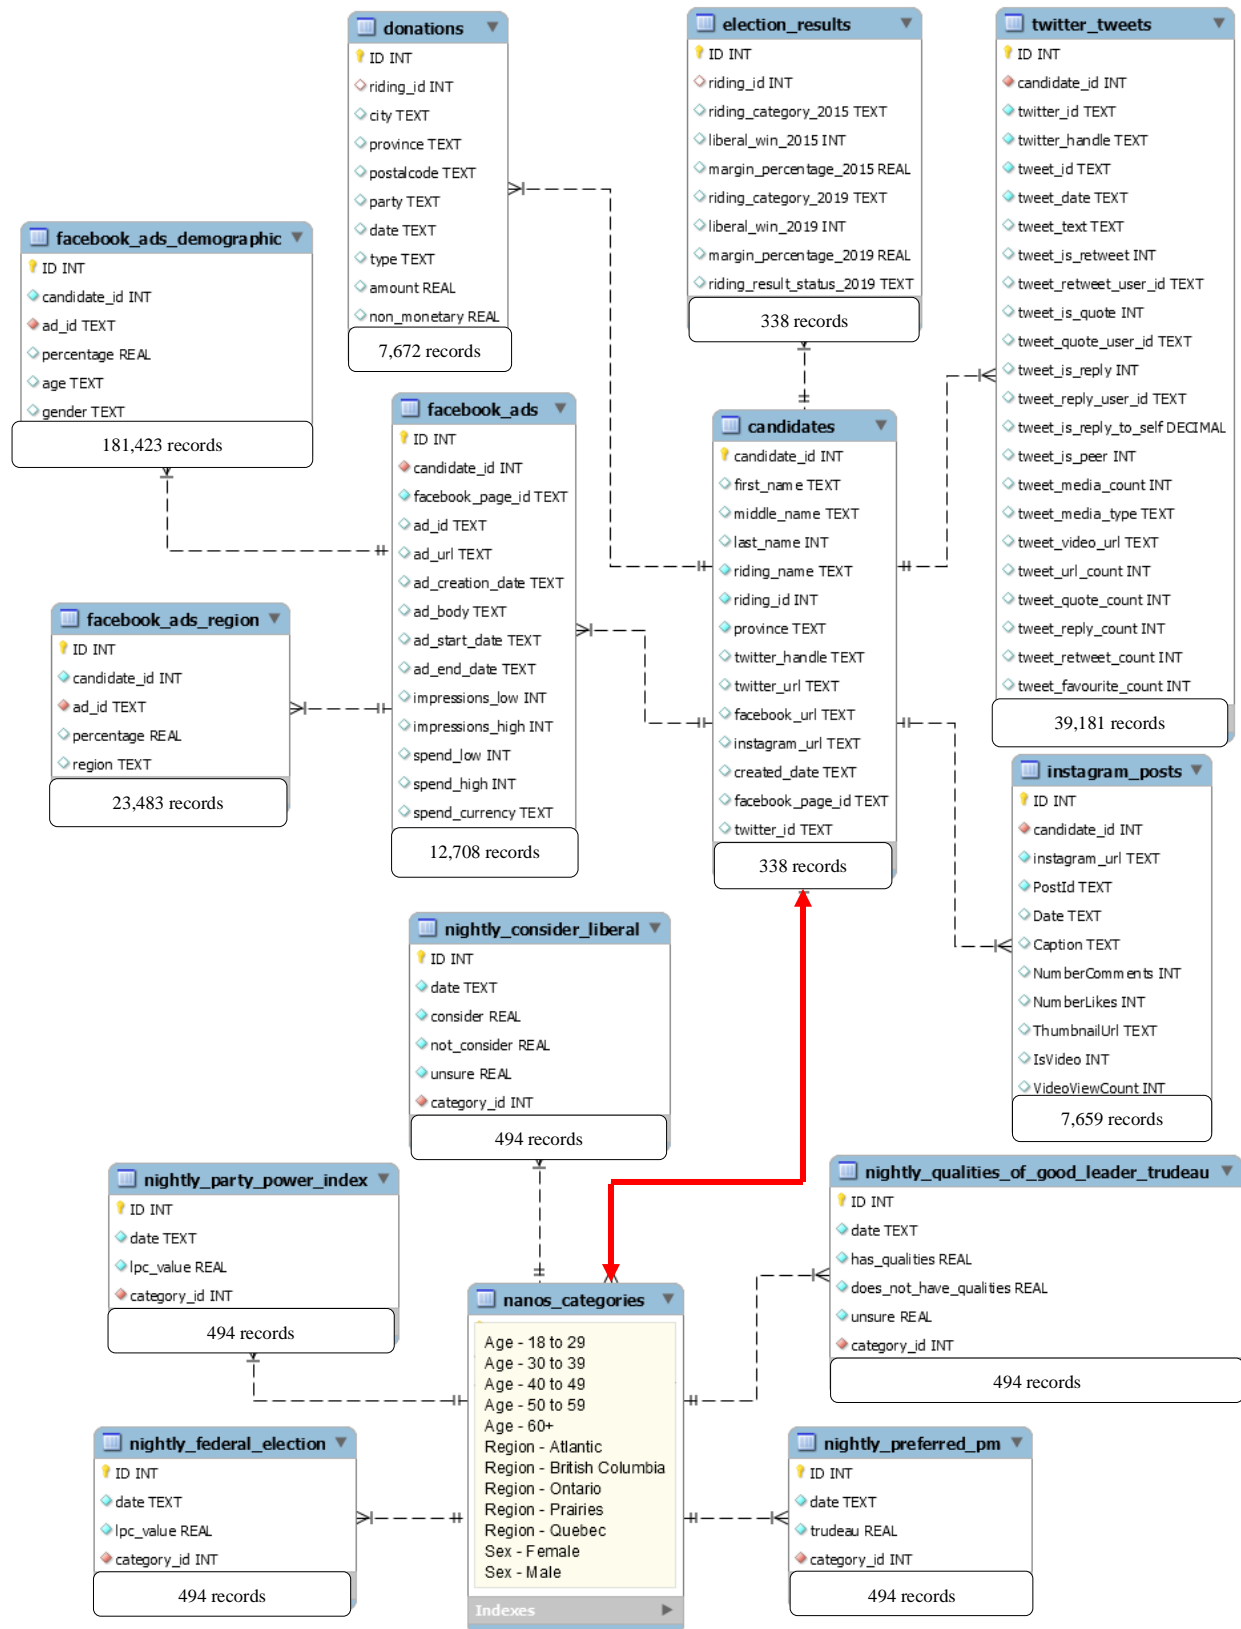 donations
ID INT
riding_id INT
city TEXT
province TEXT
postalcode TEXT
party TEXT
date TEXT
type TEXT
amount REAL
non_monetary REAL
7,672 records
election_results
ID INT
riding_id INT
riding_category_2015 TEXT
liberal_win_2015 INT
margin_percentage_2015 REAL
riding_category_2019 TEXT
liberal_win_2019 INT
margin_percentage_2019 REAL
riding_result_status_2019 TEXT
338 records
twitter_tweets
ID INT
candidate_id INT
twitter_id TEXT
twitter_handle TEXT
tweet_id TEXT
tweet_date TEXT
tweet_text TEXT
tweet_is_retweet INT
tweet_retweet_user_id TEXT
tweet_is_quote INT
tweet_quote_user_id TEXT
tweet_is_reply INT
tweet_reply_user_id TEXT
tweet_is_reply_to_self DECIMAL
tweet_is_peer INT
tweet_media_count INT
tweet_media_type TEXT
tweet_video_url TEXT
tweet_url_count INT
tweet_quote_count INT
tweet_reply_count INT
tweet_retweet_count INT
tweet_favourite_count INT
39,181 records
facebook_ads_demographic
ID INT
candidate_id INT
ad_id TEXT
percentage REAL
age TEXT
gender TEXT
181,423 records
facebook_ads
ID INT
candidate_id INT
facebook_page_id TEXT
ad_id TEXT
ad_url TEXT
ad_creation_date TEXT
ad_body TEXT
ad_start_date TEXT
ad_end_date TEXT
impressions_low INT
impressions_high INT
spend_low INT
spend_high INT
spend_currency TEXT
12,708 records
candidates
candidate_id INT
first_name TEXT
middle_name TEXT
last_name INT
riding_name TEXT
riding_id INT
province TEXT
twitter_handle TEXT
twitter_url TEXT
facebook_url TEXT
instagram_url TEXT
created_date TEXT
facebook_page_id TEXT
twitter_id TEXT
338 records
facebook_ads_region
ID INT
candidate_id INT
ad_id TEXT
percentage REAL
region TEXT
23,483 records
instagram_posts
ID INT
candidate_id INT
instagram_url TEXT
PostId TEXT
Date TEXT
Caption TEXT
NumberComments INT
NumberLikes INT
ThumbnailUrl TEXT
IsVideo INT
VideoViewCount INT
7,659 records
nightly_consider_liberal
ID INT
date TEXT
consider REAL
not_consider REAL
unsure REAL
category_id INT
494 records
nightly_party_power_index
ID INT
date TEXT
lpc_value REAL
category_id INT
494 records
nightly_qualities_of_good_leader_trudeau
ID INT
date TEXT
has_qualities REAL
does_not_have_qualities REAL
unsure REAL
category_id INT
494 records
nanos_categories
Age - 18 to 29
Age - 30 to 39
Age - 40 to 49
Age - 50 to 59
Age - 60+
Region - Atlantic
Region - British Columbia
Region - Ontario
Region - Prairies
Region - Quebec
Sex - Female
Sex - Male
Indexes
nightly_federal_election
ID INT
date TEXT
lpc_value REAL
category_id INT
494 records
nightly_preferred_pm
ID INT
date TEXT
trudeau REAL
category_id INT
494 records